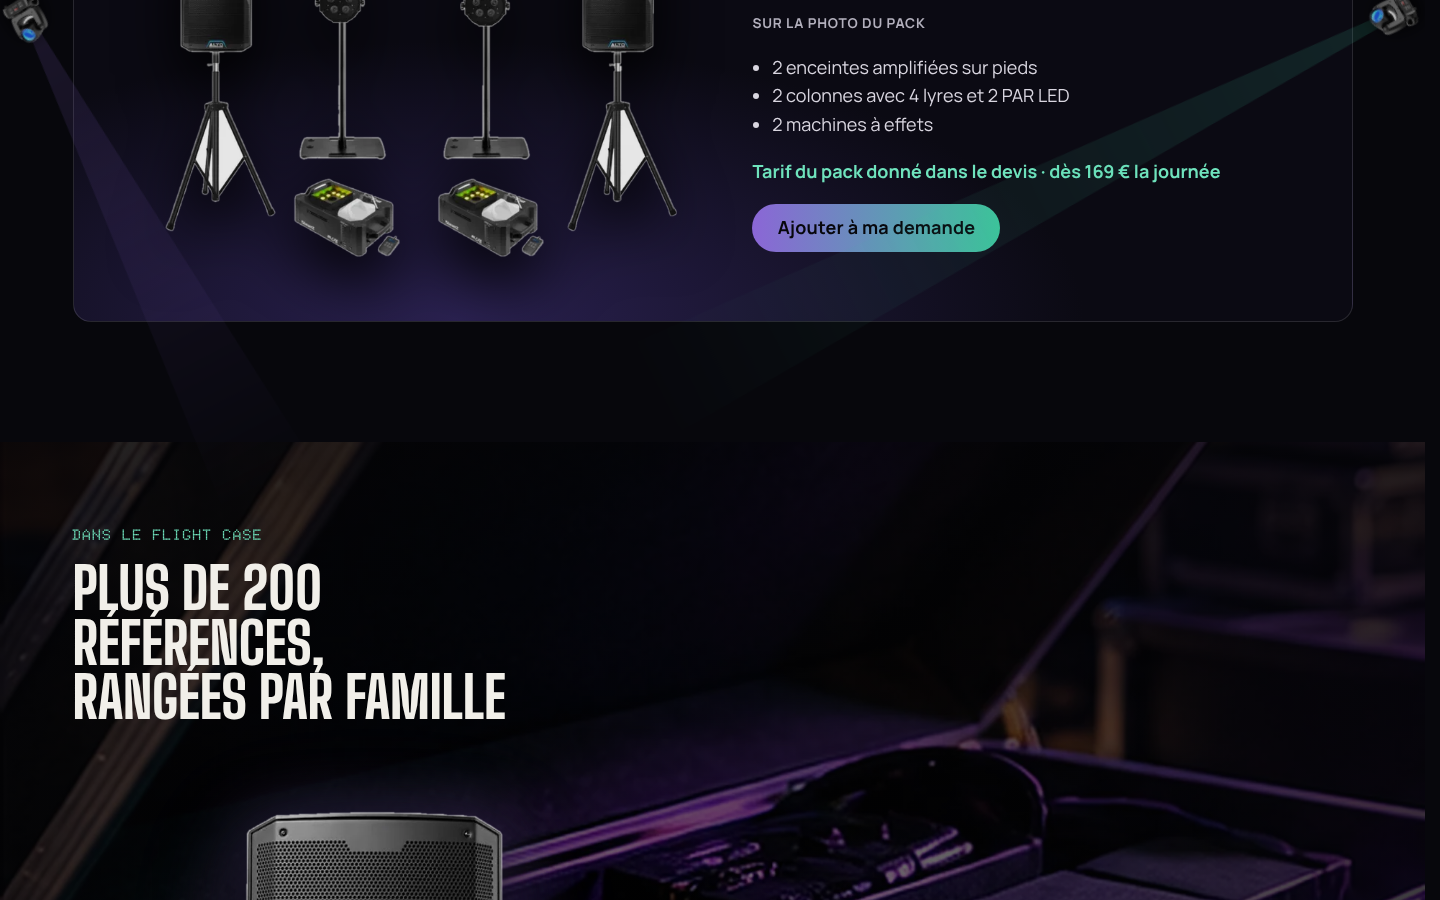 ALTO
ALTO
SUR LA PHOTO DU PACK
• 2 enceintes amplifiées sur pieds
• 2 colonnes avec 4 lyres et 2 PAR LED
• 2 machines à effets
Tarif du pack donné dans le devis · dès 169 € la journée
Ajouter à ma demande
DANS LE FLIGHT CASE
PLUS DE 200
RÉFÉRENCES,
RANGÉES PAR FAMILLE